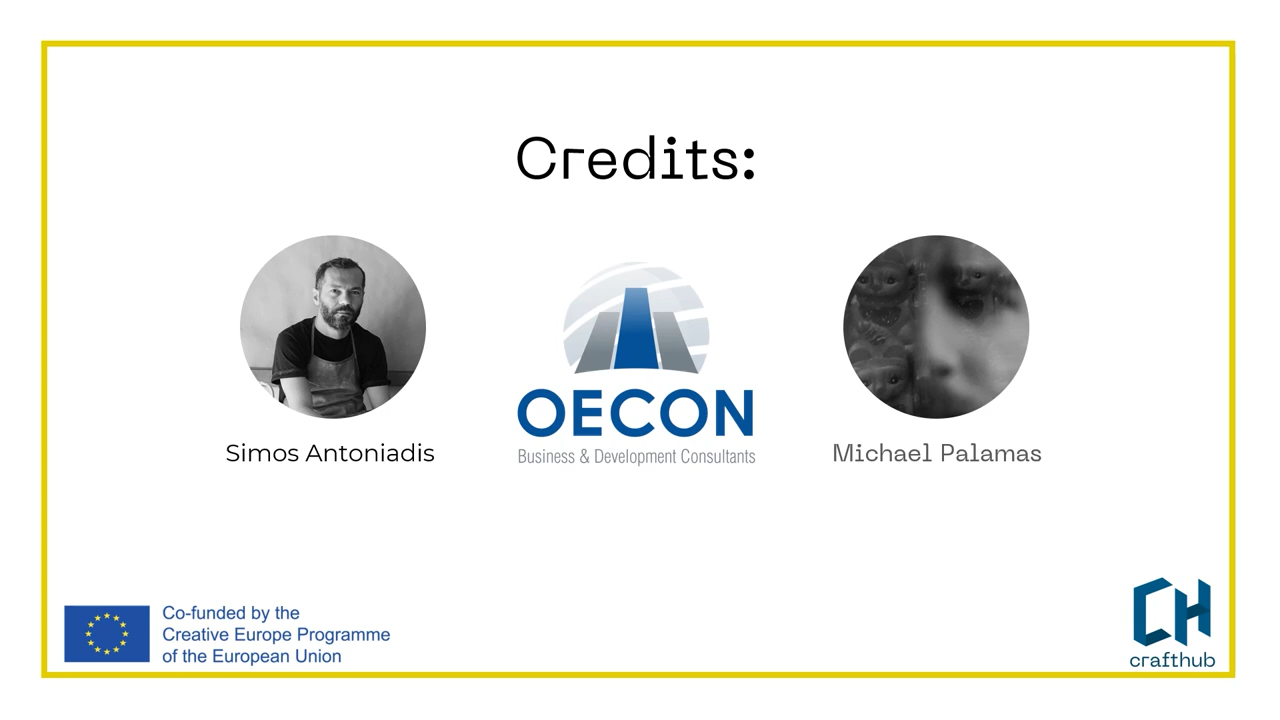 Credits:
Simos Antoniadis
OECON
Business & Development Consultants
Michael Palamas
Co-funded by the
Creative Europe Programme
of the European Union
CH
crafthub